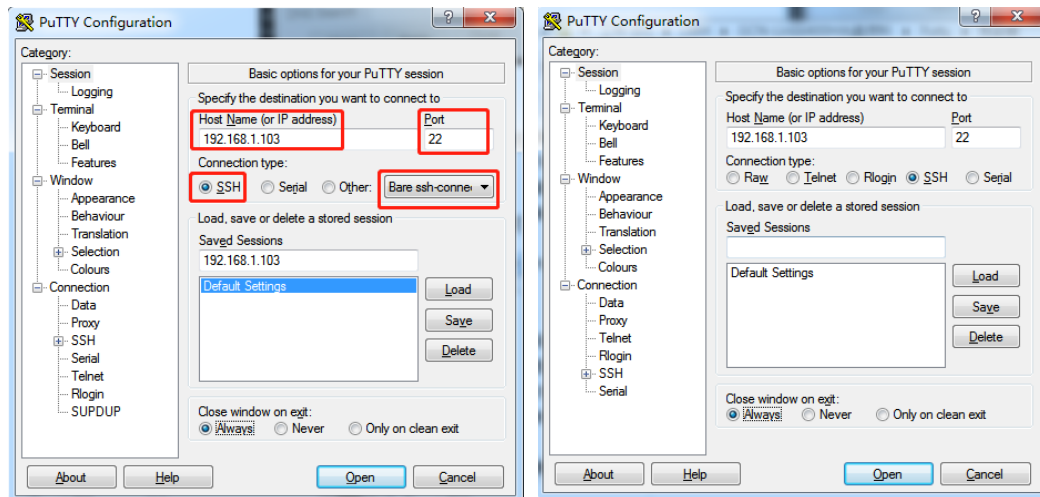 PuTTY Configuration
?
X
Category:
Session
Logging
Terminal
Keyboard
Bell
Features
Window
Appearance
Behaviour
Translation
Selection
Colours
Connection
Data
Proxy
SSH
Serial
Telnet
Rlogin
SUPDUP
Basic options for your PuTTY session
Specify the destination you want to connect to
Host Name (or IP address) Port
192.168.1.103 22
Connection type:
SSH Serial Other: Bare ssh-connec
Load, save or delete a stored session
Saved Sessions
192.168.1.103
Default Settings
Load
Save
Delete
Close window on exit:
Always Never Only on clean exit
About Help Open Cancel
PuTTY Configuration
?
X
Category:
Session
Logging
Terminal
Keyboard
Bell
Features
Window
Appearance
Behaviour
Translation
Selection
Colours
Connection
Data
Proxy
Telnet
Rlogin
SSH
Serial
Basic options for your PuTTY session
Specify the destination you want to connect to
Host Name (or IP address) Port
192.168.1.103 22
Connection type:
Raw Telnet Rlogin SSH Serial
Load, save or delete a stored session
Saved Sessions
Default Settings
Load
Save
Delete
Close window on exit:
Always Never Only on clean exit
About Help Open Cancel